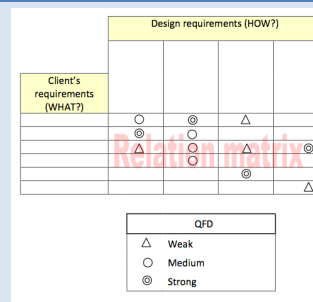 Design requirements (HOW?)
Client's
requirements
(WHAT?)
Relation matrix
QFD
Weak
Medium
Strong